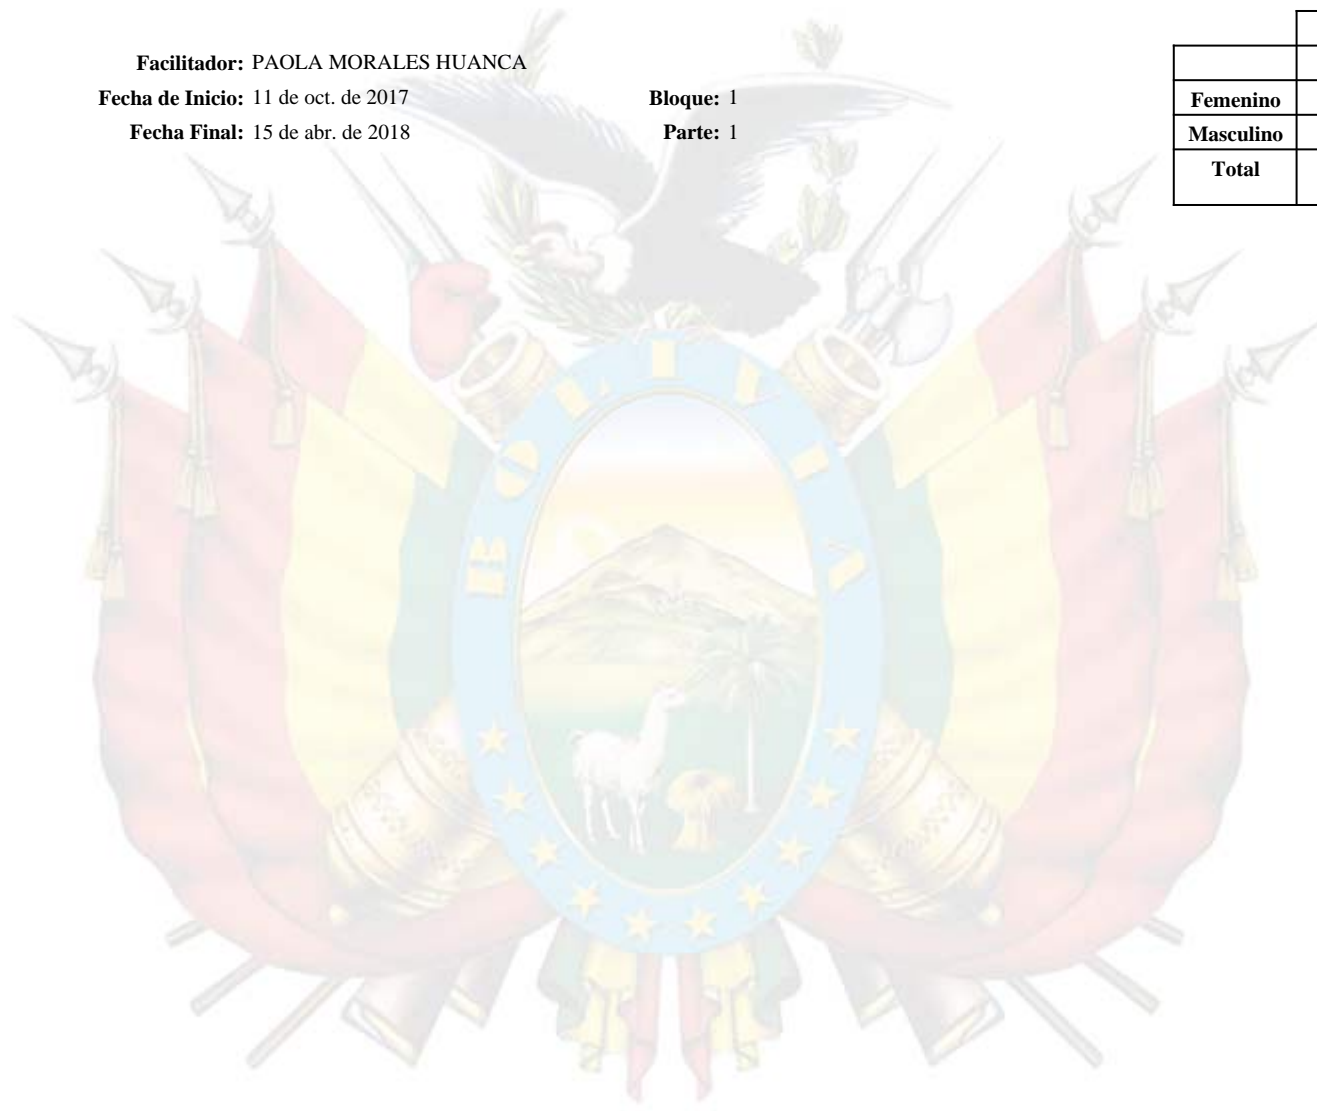 Facilitador: PAOLA MORALES HUANCA
Fecha de Inicio: 11 de oct. de 2017 Bloque: 1
Fecha Final: 15 de abr. de 2018 Parte: 1
Femenino
Masculino
Total
BOLIVIA